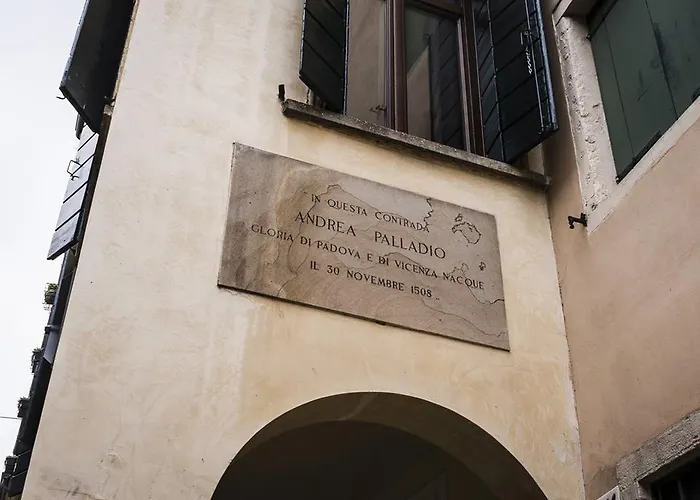 IN QUESTA CONTRADA
ANDREA PALLADIO
GLORIA DI PADOVA E DI VICENZA NACQUE
IL 30 NOVEMBRE 1508